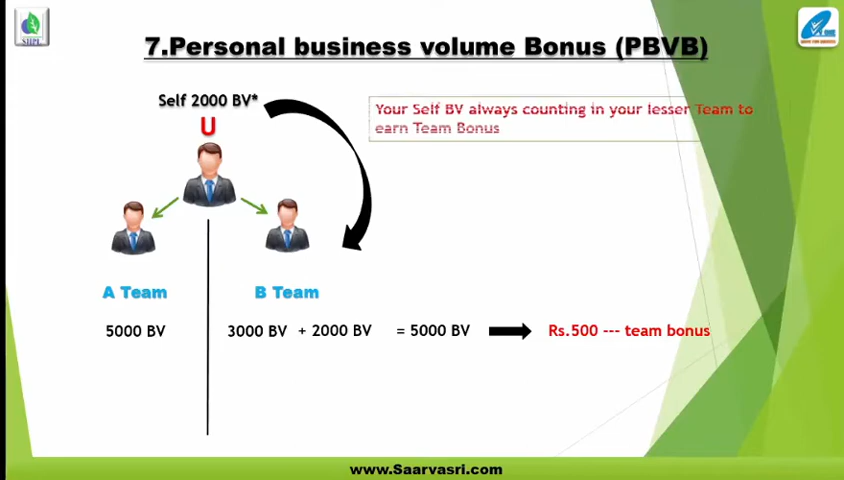 SHPL
7.Personal business volume Bonus (PBVB)
Self 2000 BV*
U
Your Self BV always counting in your lesser Team to
earn Team Bonus
A Team
B Team
5000 BV
3000 BV + 2000 BV = 5000 BV
Rs.500 --- team bonus
www.Saarvasri.com